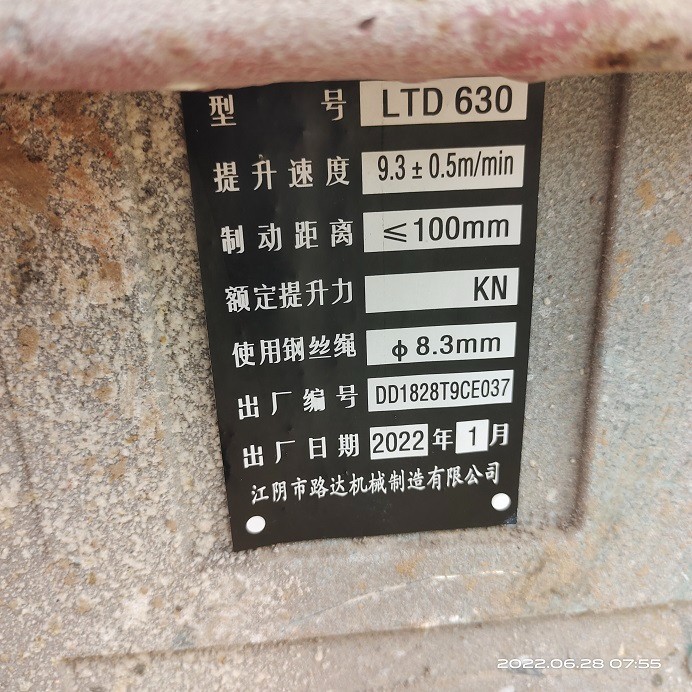 型号 LTD 630
提升速度 9.3±0.5m/min
制动距离 ≤100mm
额定提升力 KN
使用钢丝绳 φ8.3mm
出厂编号 DD1828T9CE037
出厂日期 2022年1月
江阴市路达机械制造有限公司
2022.06.28 07:55